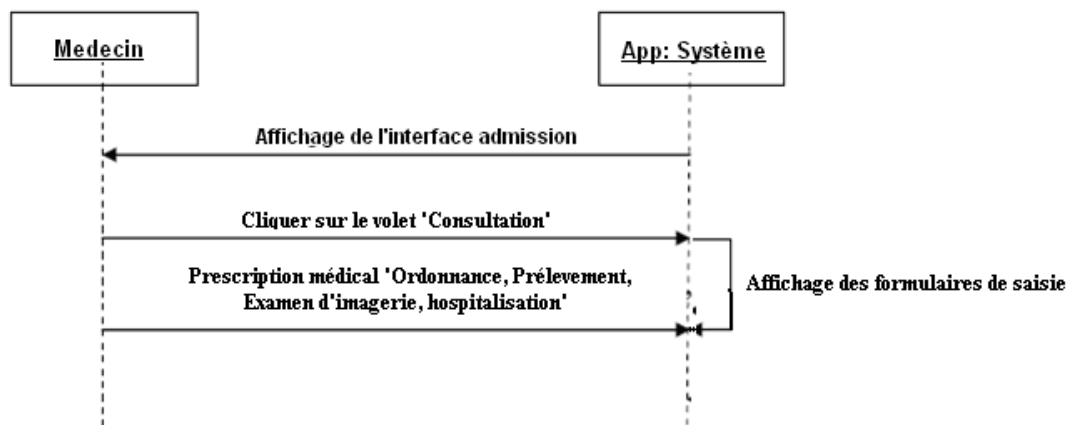 Medecin
App: Système
Affichage de l'interface admission
Cliquer sur le volet 'Consultation'
Prescription médical 'Ordonnance, Prélevement,
Examen d'imagerie, hospitalisation'
Affichage des formulaires de saisie